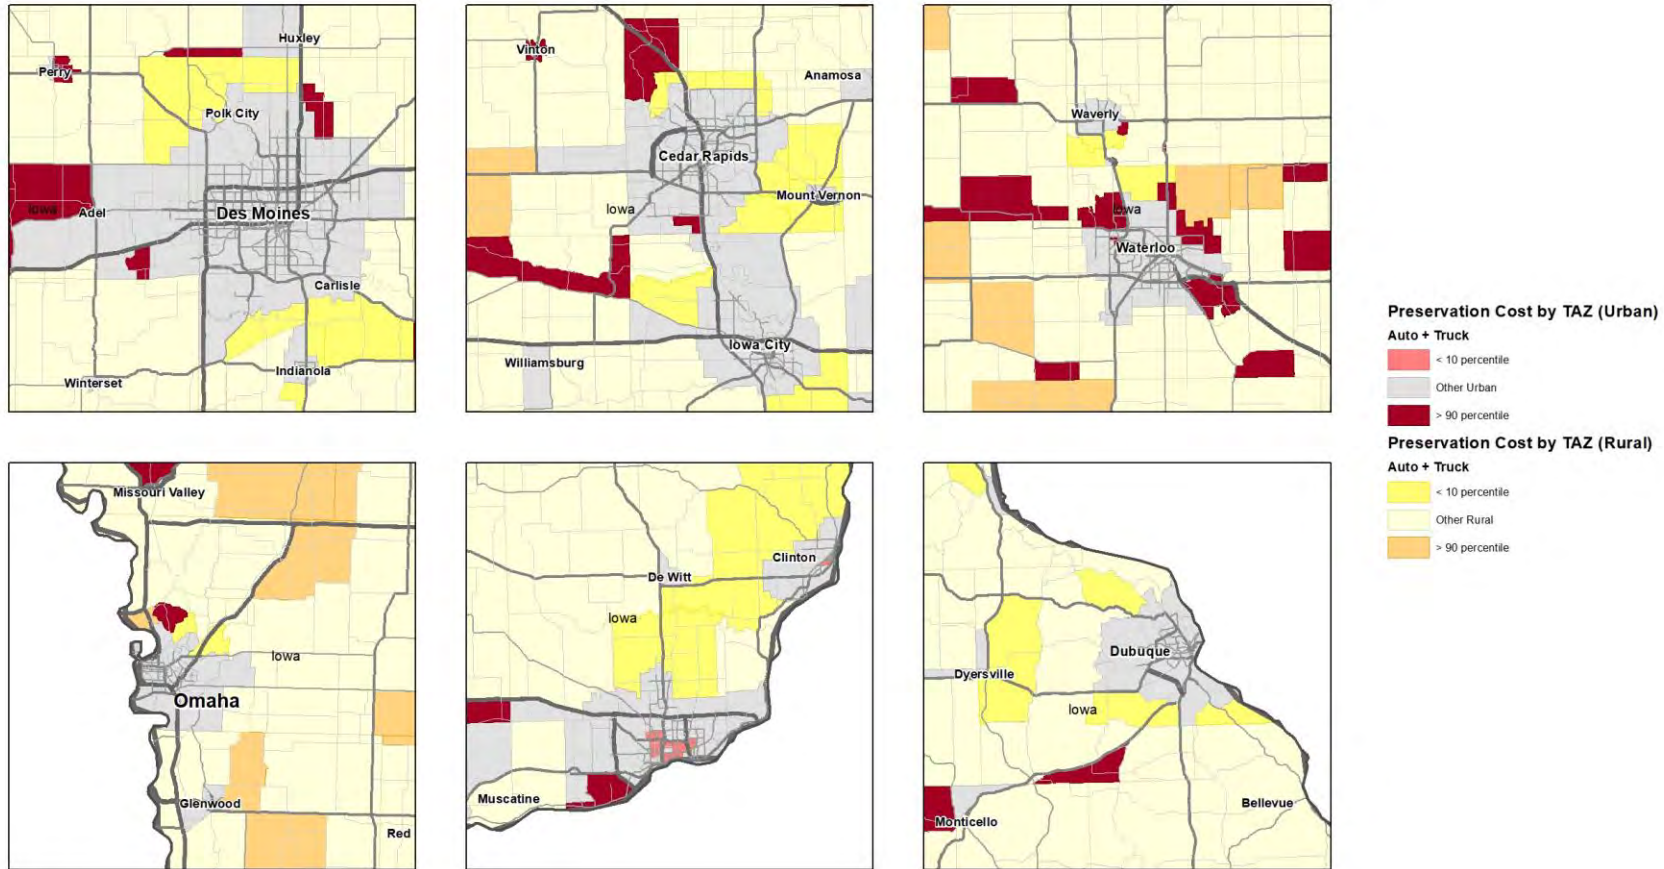 Huxley
Perry
Polk City
Iowa
Adel
Des Moines
Carlisle
Indianola
Winterset
Vinton
Anamosa
Cedar Rapids
Mount Vernon
Iowa
Iowa City
Williamsburg
Waverly
Iowa
Waterloo
Missouri Valley
Iowa
Omaha
Glenwood
Red
Clinton
De Witt
Iowa
Muscatine
Dubuque
Dyersville
Iowa
Bellevue
Monticello
Preservation Cost by TAZ (Urban)
Auto + Truck
< 10 percentile
Other Urban
> 90 percentile
Preservation Cost by TAZ (Rural)
Auto + Truck
< 10 percentile
Other Rural
> 90 percentile